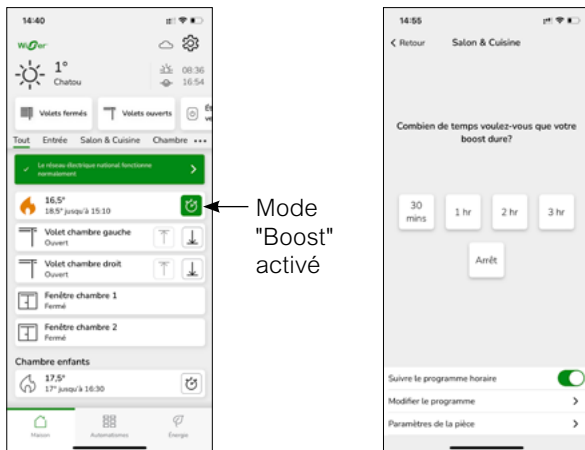 14:40
Wiser
1°
Chatou
08:36
16:54
Volets fermés
Volets ouverts
Tout Entrée Salon & Cuisine Chambre
Le réseau électrique national fonctionne
normalement
16,5°
18.5° jusqu'à 15:10
Volet chambre gauche
Ouvert
Volet chambre droit
Ouvert
Fenêtre chambre 1
Fermé
Fenêtre chambre 2
Fermé
Chambre enfants
17,5°
17° jusqu'à 16:30
Maison Automatismes Énergie
Mode
"Boost"
activé
14:55
Retour Salon & Cuisine
Combien de temps voulez-vous que votre
boost dure?
30
mins
1 hr 2 hr 3 hr
Arrêt
Suivre le programme horaire
Modifier le programme
Paramètres de la pièce